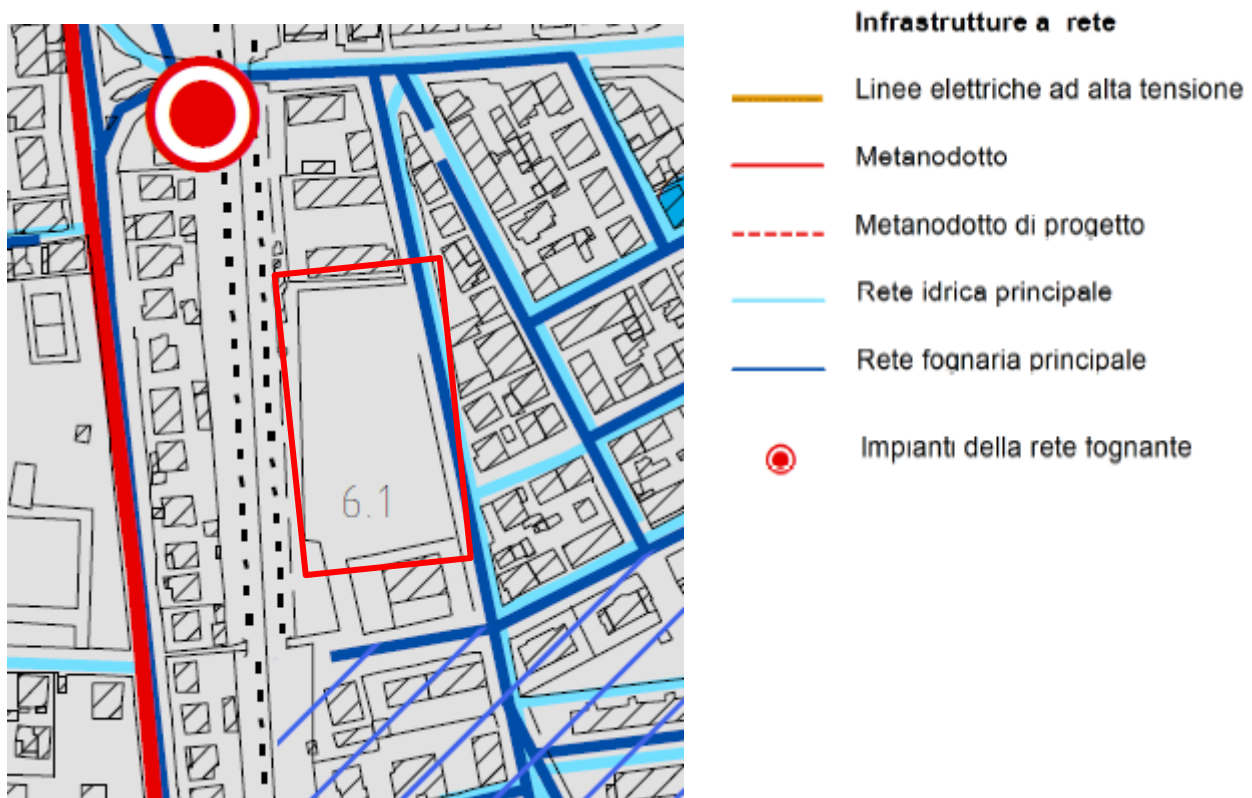 Infrastrutture a rete
Linee elettriche ad alta tensione
Metanodotto
Metanodotto di progetto
Rete idrica principale
Rete fognaria principale
Impianti della rete fognante
6.1